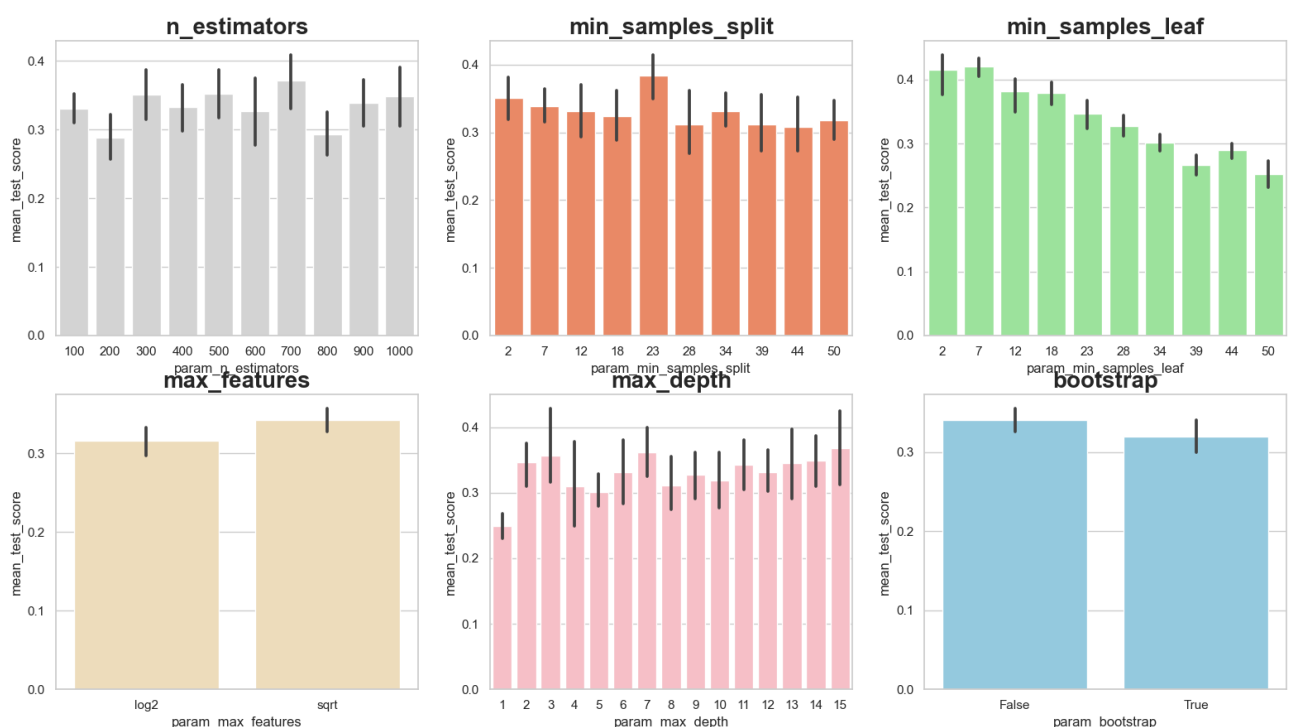 n_estimators
min_samples_split
min_samples_leaf
mean_test_score
0.4
0.3
0.2
0.1
0.0
100 200 300 400 500 600 700 800 900 1000
param_n_estimators
mean_test_score
0.4
0.3
0.2
0.1
0.0
2 7 12 18 23 28 34 39 44 50
param_min_samples_split
mean_test_score
0.4
0.3
0.2
0.1
0.0
2 7 12 18 23 28 34 39 44 50
param_min_samples_leaf
max_features
max_depth
bootstrap
mean_test_score
0.3
0.2
0.1
0.0
log2 sqrt
param_max_features
mean_test_score
0.4
0.3
0.2
0.1
0.0
1 2 3 4 5 6 7 8 9 10 11 12 13 14 15
param_max_depth
mean_test_score
0.3
0.2
0.1
0.0
False True
param_bootstrap